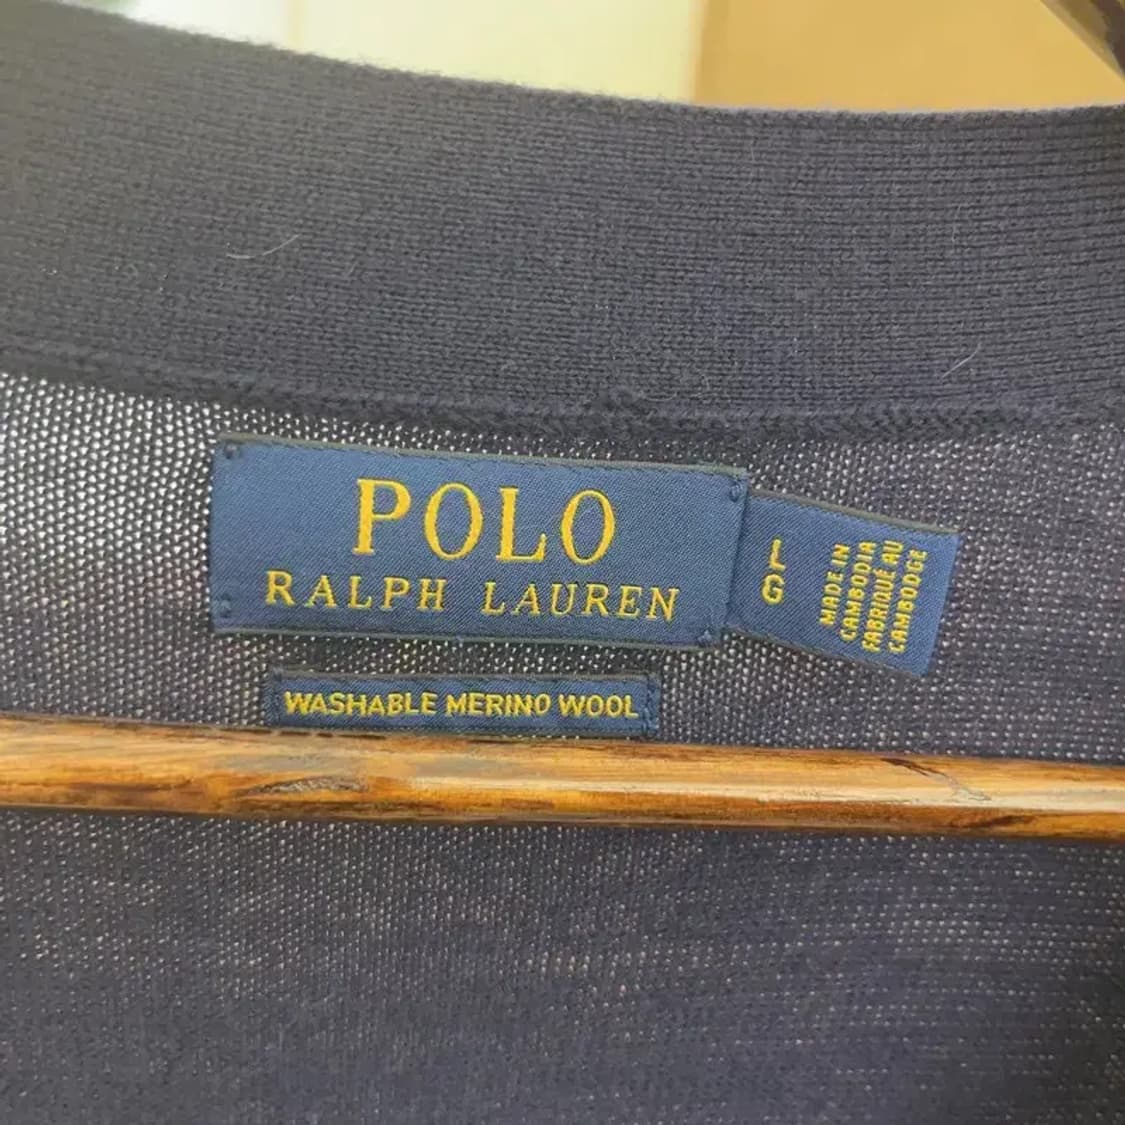 POLO
RALPH LAUREN
L
G
MADE IN
CAMBODIA
FABRIQUÉ AU
CAMBODGE
WASHABLE MERINO WOOL